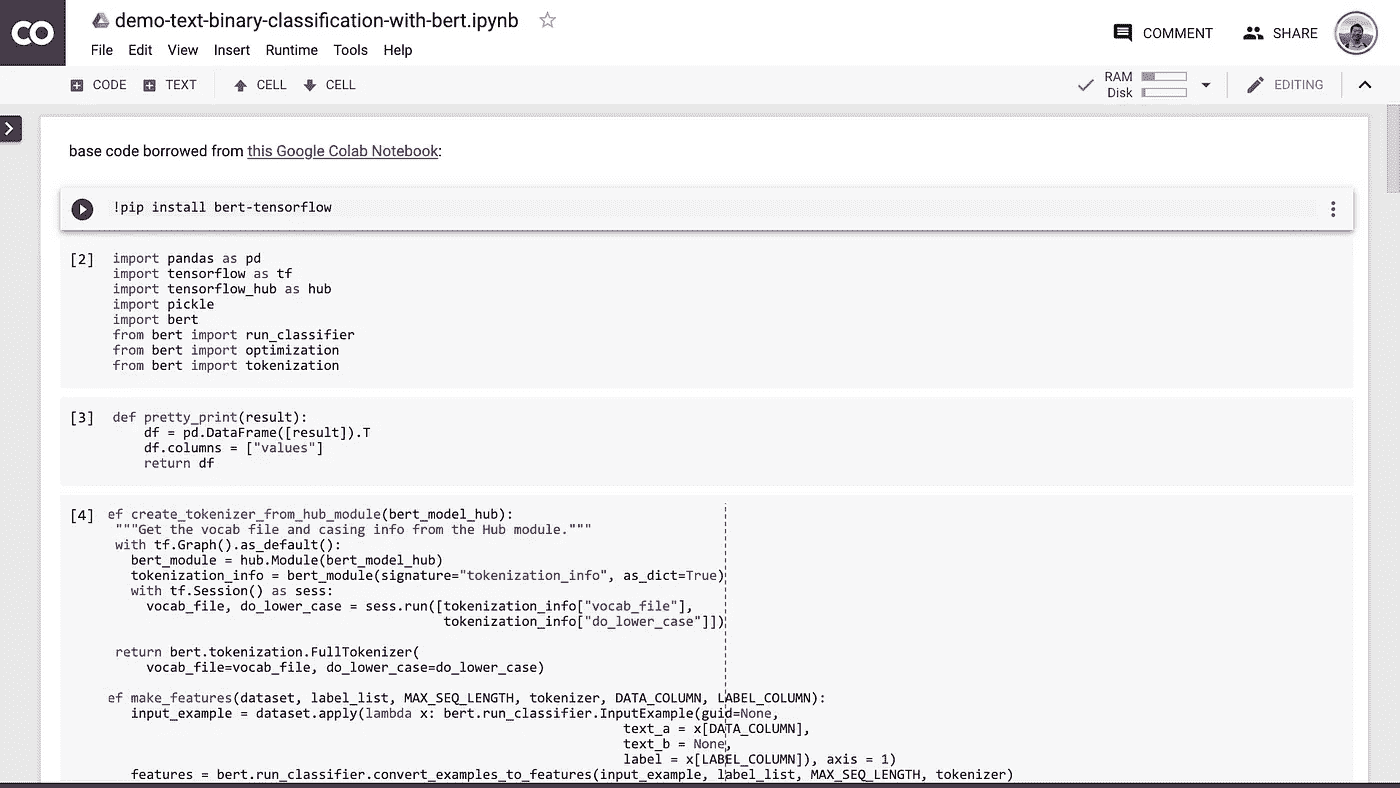 CO demo-text-binary-classification-with-bert.ipynb
File Edit View Insert Runtime Tools Help
COMMENT SHARE
CODE TEXT CELL CELL
RAM
Disk
EDITING
base code borrowed from this Google Colab Notebook:
!pip install bert-tensorflow
[2] import pandas as pd
import tensorflow as tf
import tensorflow_hub as hub
import pickle
import bert
from bert import run_classifier
from bert import optimization
from bert import tokenization
[3] def pretty_print(result):
df = pd.DataFrame([result]).T
df.columns = ["values"]
return df
[4] ef create_tokenizer_from_hub_module(bert_model_hub):
"""Get the vocab file and casing info from the Hub module."""
with tf.Graph().as_default():
bert_module = hub.Module(bert_model_hub)
tokenization_info = bert_module(signature="tokenization_info", as_dict=True)
with tf.Session() as sess:
vocab_file, do_lower_case = sess.run([tokenization_info["vocab_file"],
tokenization_info["do_lower_case"]])
return bert.tokenization.FullTokenizer(
vocab_file=vocab_file, do_lower_case=do_lower_case)
ef make_features(dataset, label_list, MAX_SEQ_LENGTH, tokenizer, DATA_COLUMN, LABEL_COLUMN):
input_example = dataset.apply(lambda x: bert.run_classifier.InputExample(guid=None,
text_a = x[DATA_COLUMN],
text_b = None,
label = x[LABEL_COLUMN]), axis = 1)
features = bert.run_classifier.convert_examples_to_features(input_example, label_list, MAX_SEQ_LENGTH, tokenizer)